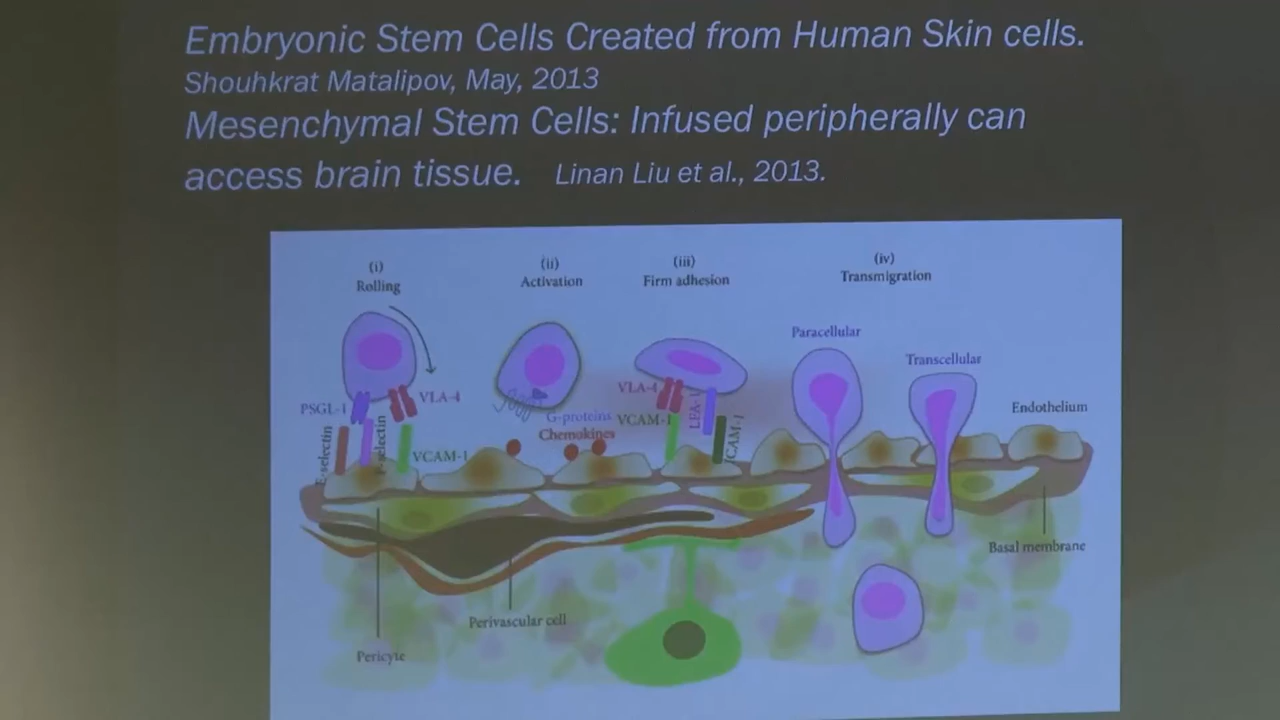 Embryonic Stem Cells Created from Human Skin cells.
Shouhkrat Matalipov, May, 2013
Mesenchymal Stem Cells: Infused peripherally can
access brain tissue. Linan Liu et al., 2013.
(i)
Rolling
(ii)
Activation
(iii)
Firm adhesion
(iv)
Transmigration
Paracellular
Transcellular
Endothelium
PSGL-1
VLA-4
E-selectin
P-selectin
VCAM-1
G-proteins
Chemokines
VLA-4
VCAM-1
LFA-1
ICAM-1
Basal membrane
Perivascular cell
Pericyte